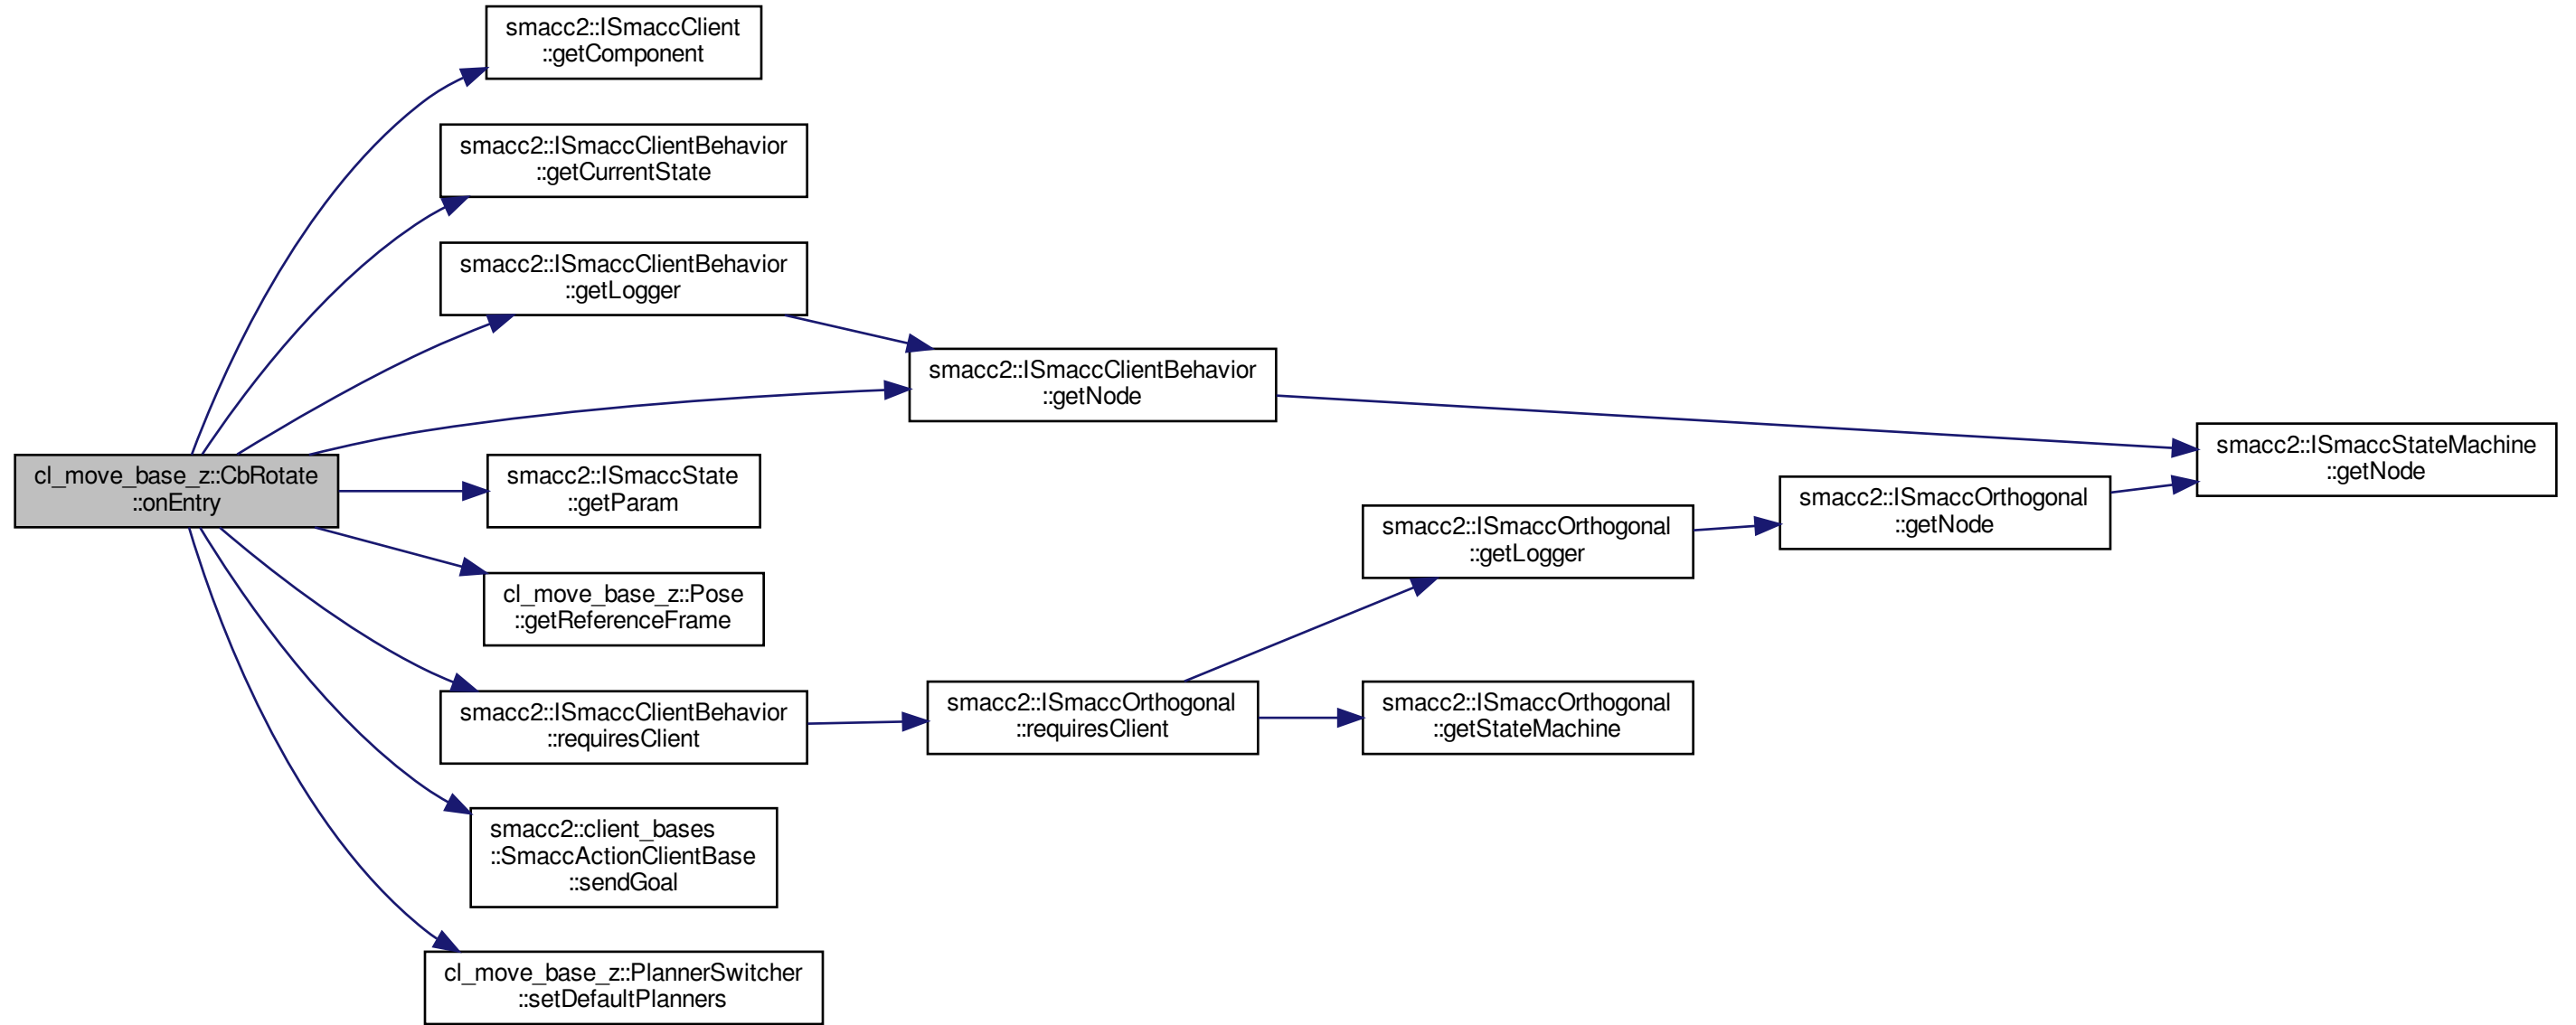 smacc2::ISmaccClient
::getComponent
smacc2::ISmaccClientBehavior
::getCurrentState
smacc2::ISmaccClientBehavior
::getLogger
smacc2::ISmaccClientBehavior
::getNode
smacc2::ISmaccStateMachine
::getNode
cl_move_base_z::CbRotate
::onEntry
smacc2::ISmaccState
::getParam
smacc2::ISmaccOrthogonal
::getNode
smacc2::ISmaccOrthogonal
::getLogger
cl_move_base_z::Pose
::getReferenceFrame
smacc2::ISmaccClientBehavior
::requiresClient
smacc2::ISmaccOrthogonal
::requiresClient
smacc2::ISmaccOrthogonal
::getStateMachine
smacc2::client_bases
::SmaccActionClientBase
::sendGoal
cl_move_base_z::PlannerSwitcher
::setDefaultPlanners